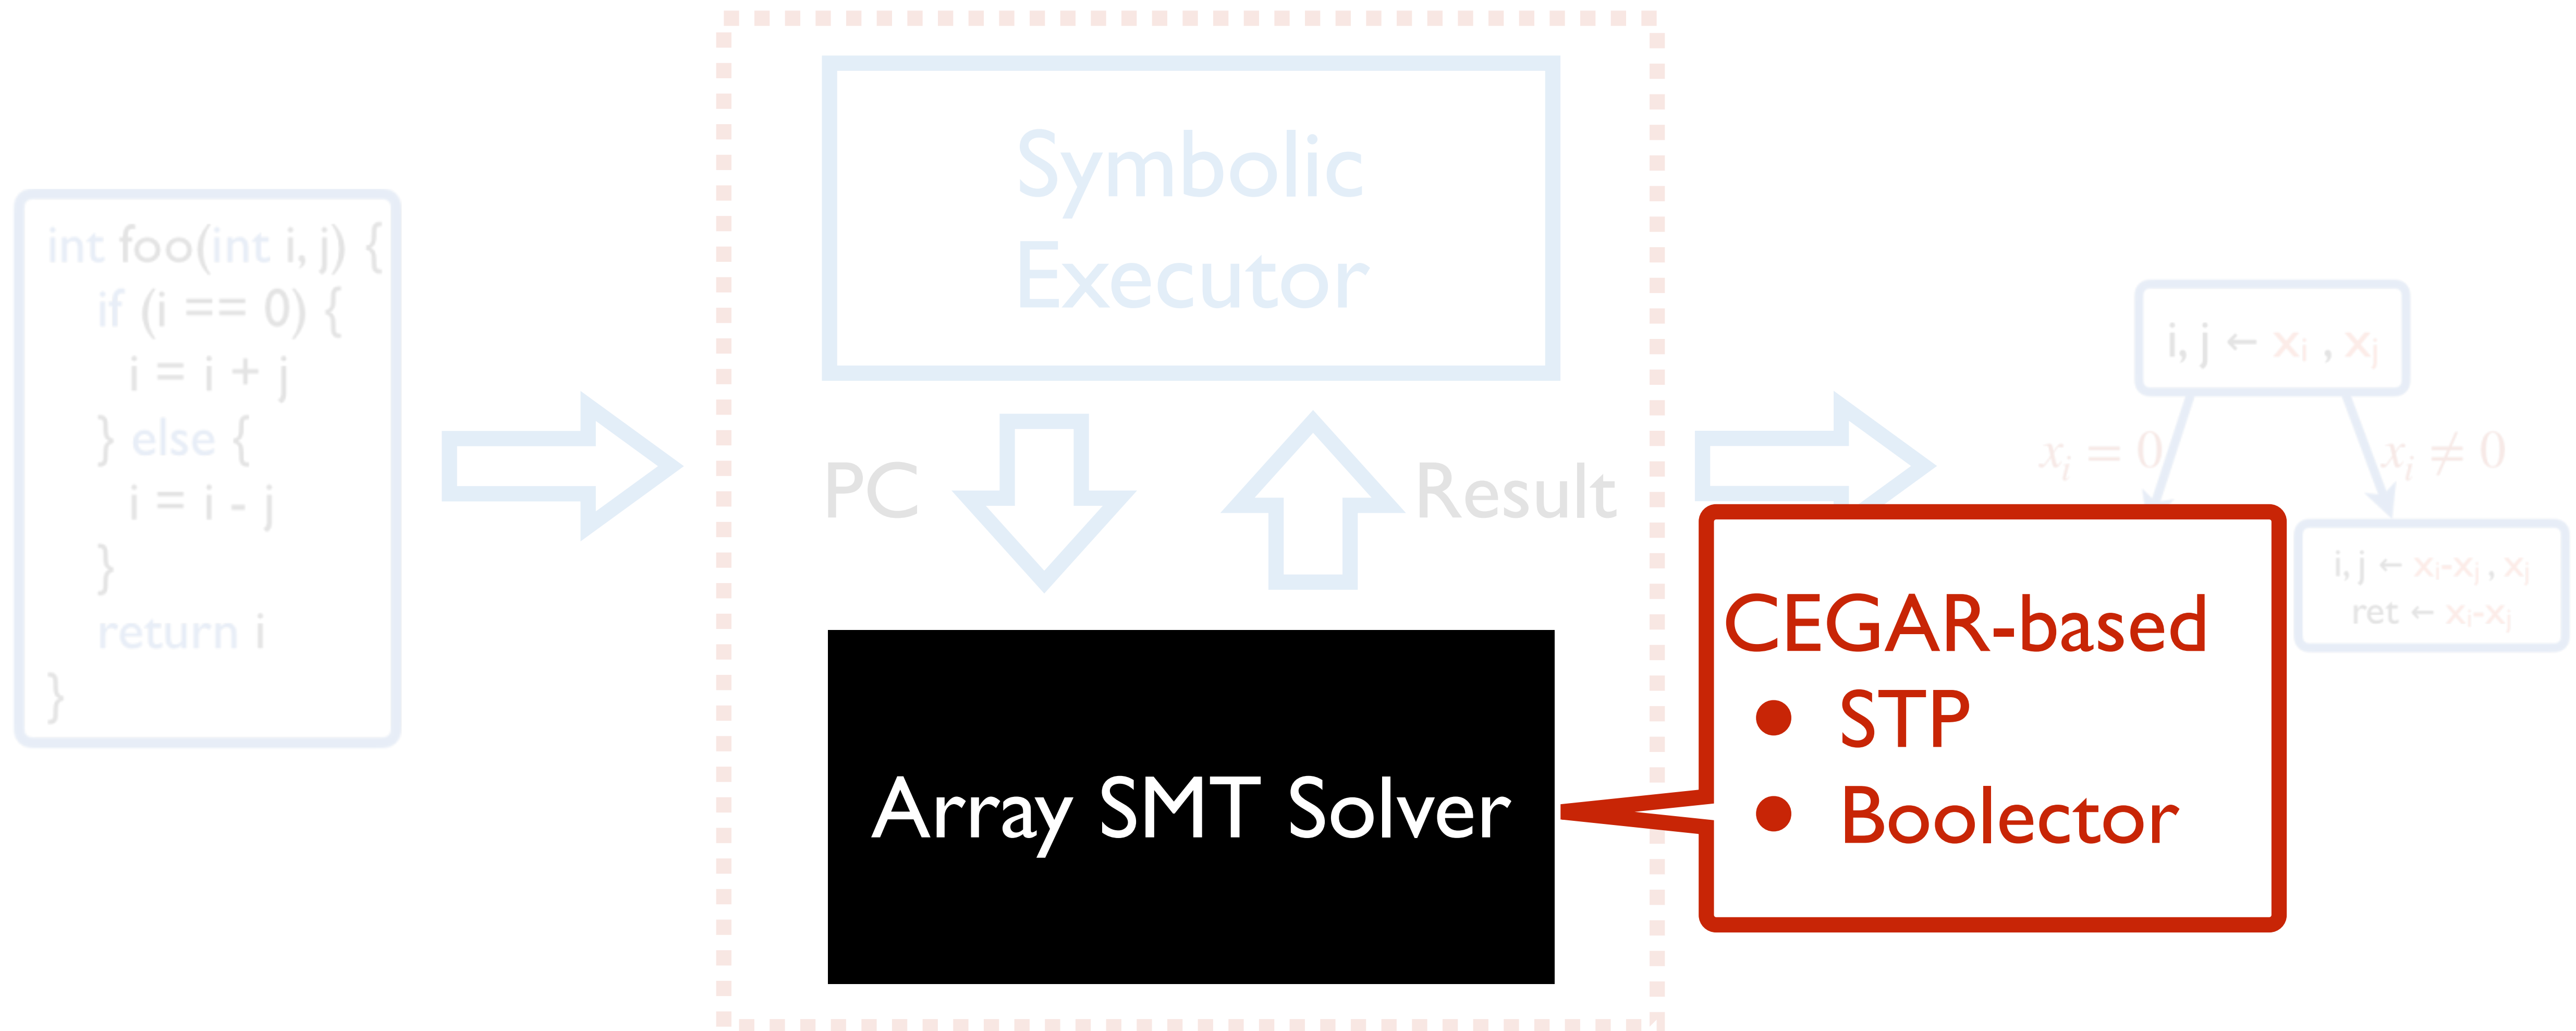 int foo(int i, j) {
if (i == 0) {
i = i + j
} else {
i = i - j
}
return i
}
Symbolic
Executor
PC
Result
Array SMT Solver
CEGAR-based
• STP
• Boolector
i, j ← xᵢ , xⱼ
xᵢ = 0
xᵢ ≠ 0
i, j ← xᵢ-xⱼ , xⱼ
ret ← xᵢ-xⱼ